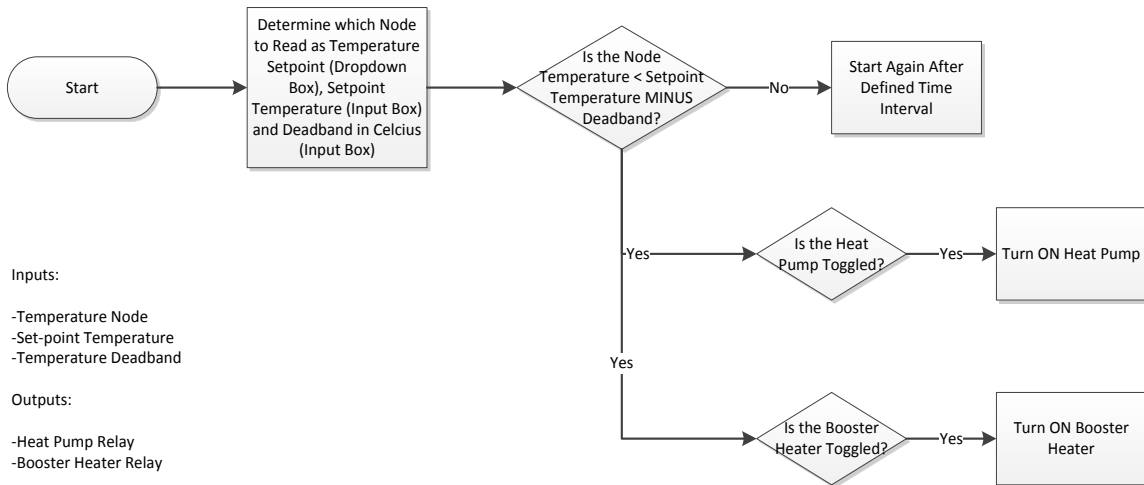 Start
Determine which Node
to Read as Temperature
Setpoint (Dropdown
Box), Setpoint
Temperature (Input Box)
and Deadband in Celcius
(Input Box)
Is the Node
Temperature < Setpoint
Temperature MINUS
Deadband?
No
Start Again After
Defined Time
Interval
Yes
Is the Heat
Pump Toggled?
Yes
Turn ON Heat Pump
Yes
Is the Booster
Heater Toggled?
Yes
Turn ON Booster
Heater
Inputs:
-Temperature Node
-Set-point Temperature
-Temperature Deadband
Outputs:
-Heat Pump Relay
-Booster Heater Relay